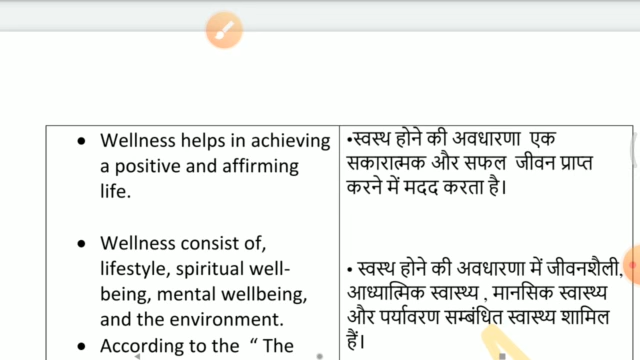 • Wellness helps in achieving
a positive and affirming
life.
• Wellness consist of,
lifestyle, spiritual well-
being, mental wellbeing,
and the environment.
• According to the “ The
•स्वस्थ होने की अवधारणा एक
सकारात्मक और सफल जीवन प्राप्त
करने में मदद करता है।
• स्वस्थ होने की अवधारणा में जीवनशैली,
आध्यात्मिक स्वास्थ्य , मानसिक स्वास्थ्य
और पर्यावरण सम्बंधित स्वास्थ्य शामिल
हैं।